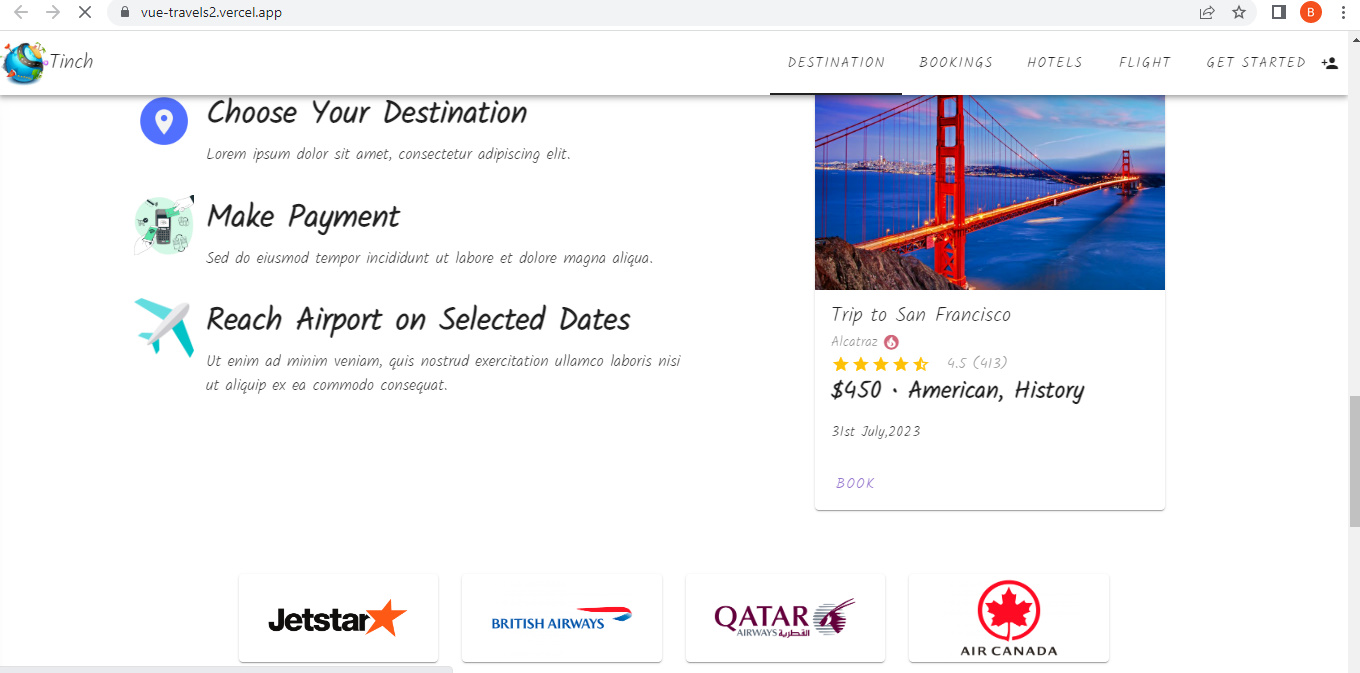 vue-travels2.vercel.app
B
Tinch
DESTINATION BOOKINGS HOTELS FLIGHT GET STARTED
Choose Your Destination
Lorem ipsum dolor sit amet, consectetur adipiscing elit.
Make Payment
Sed do eiusmod tempor incididunt ut labore et dolore magna aliqua.
Reach Airport on Selected Dates
Ut enim ad minim veniam, quis nostrud exercitation ullamco laboris nisi
ut aliquip ex ea commodo consequat.
Trip to San Francisco
Alcatraz
4.5 (413)
$450 · American, History
31st July,2023
BOOK
Jetstar
BRITISH AIRWAYS
QATAR
AIRWAYS القطرية
AIR CANADA